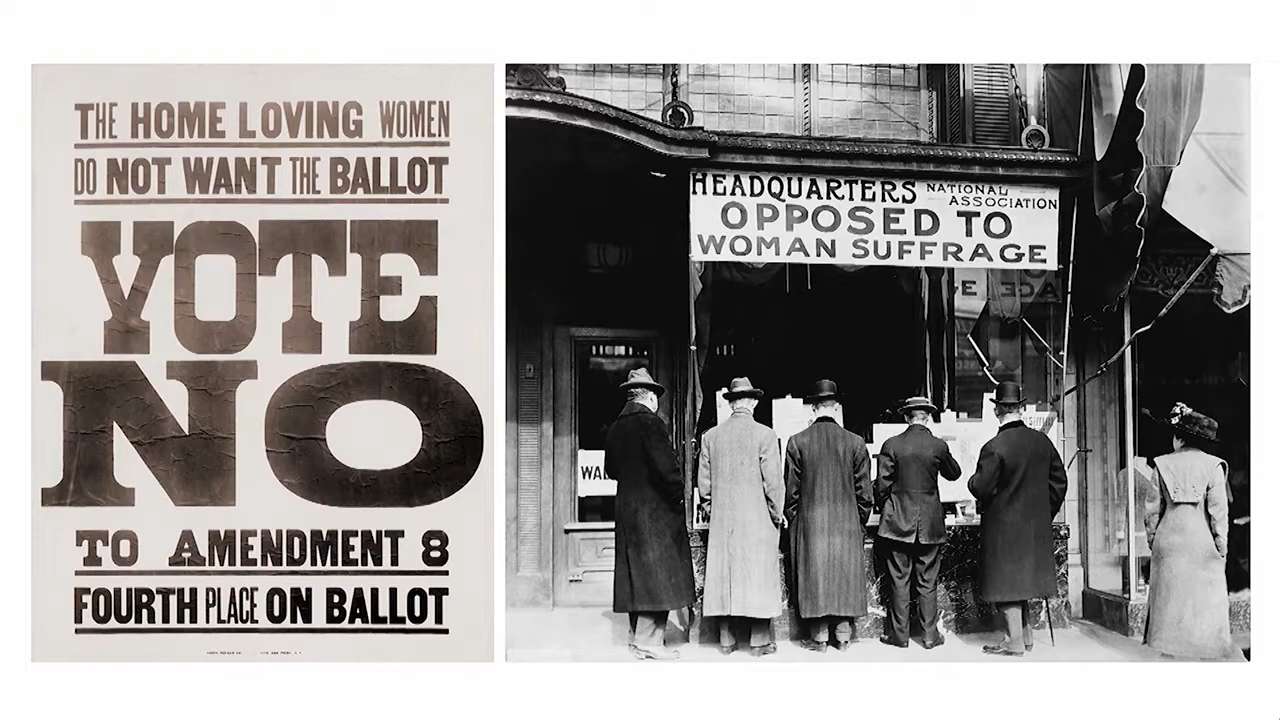 THE HOME LOVING WOMEN
DO NOT WANT THE BALLOT
VOTE
NO
TO AMENDMENT 8
FOURTH PLACE ON BALLOT
HEADQUARTERS NATIONAL ASSOCIATION
OPPOSED TO
WOMAN SUFFRAGE
WAL